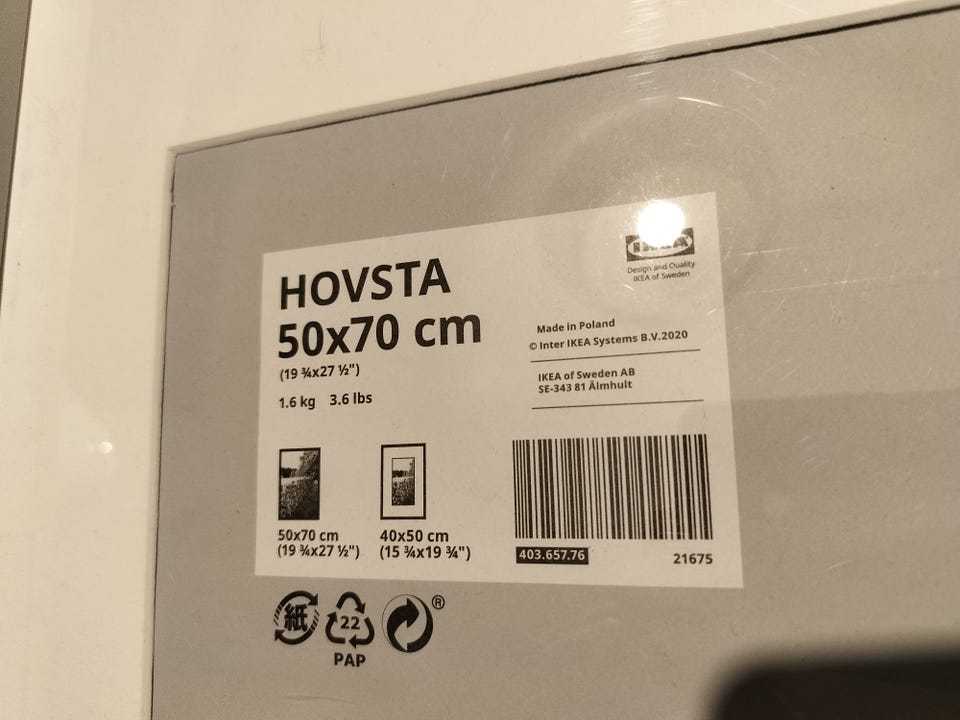 HOVSTA
50x70 cm
(19 ¾x27 ½")
1.6 kg 3.6 lbs
IKEA
Design and Quality
IKEA of Sweden
Made in Poland
© Inter IKEA Systems B.V.2020
IKEA of Sweden AB
SE-343 81 Älmhult
50x70 cm
(19 ¾x27 ½")
40x50 cm
(15 ¾x19 ¾")
403.657.76
21675
紙
22
PAP
®